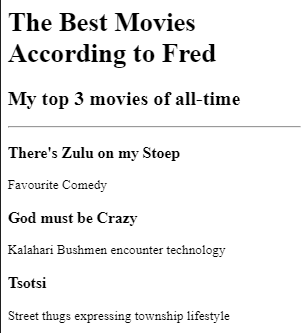 The Best Movies
According to Fred
My top 3 movies of all-time
There's Zulu on my Stoep
Favourite Comedy
God must be Crazy
Kalahari Bushmen encounter technology
Tsotsi
Street thugs expressing township lifestyle